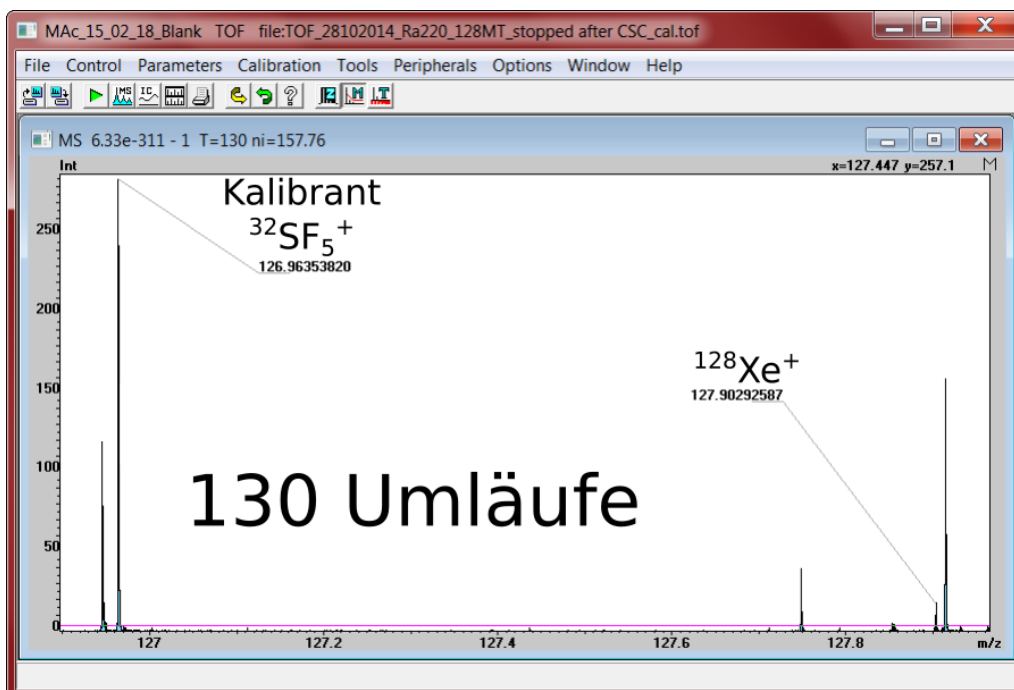 MAc_15_02_18_Blank TOF file:TOF_28102014_Ra220_128MT_stopped after CSC_cal.tof
File Control Parameters Calibration Tools Peripherals Options Window Help
MS IC
MS 6.33e-311 - 1 T=130 ni=157.76
Int x=127.447 y=257.1 M
Kalibrant
³²SF₅⁺
126.96353820
250
200
¹²⁸Xe⁺
127.90292587
150
100
130 Umläufe
50
0
127 127.2 127.4 127.6 127.8 m/z